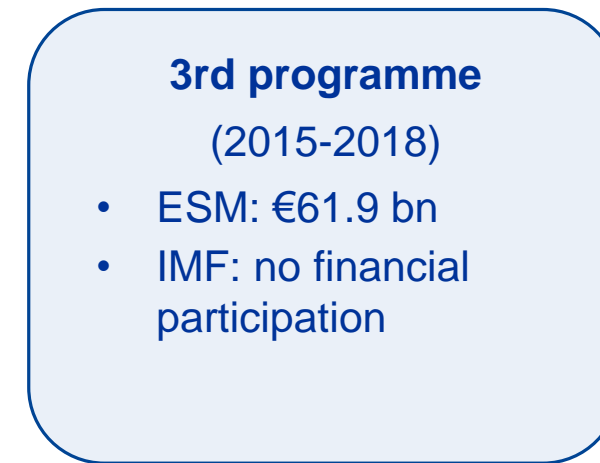 3rd programme
(2015-2018)
• ESM: €61.9 bn
• IMF: no financial
participation